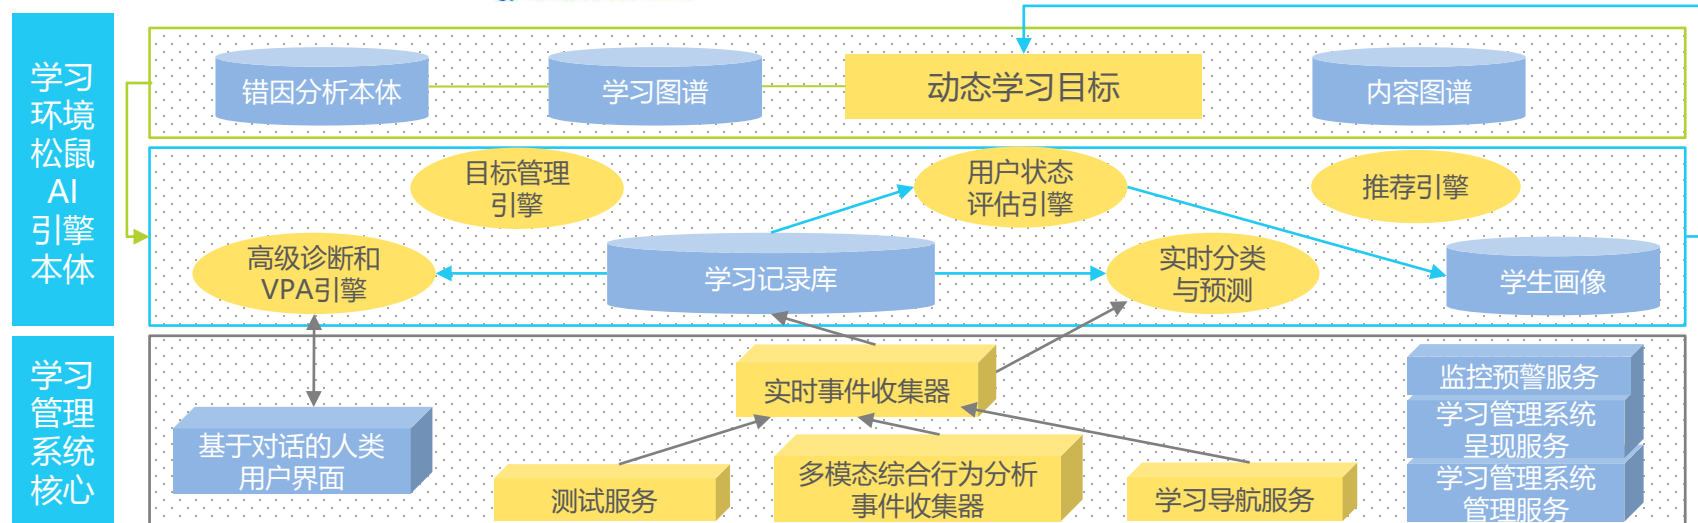 学习
环境
松鼠
AI
引擎
本体
错因分析本体
学习图谱
动态学习目标
内容图谱
目标管理
引擎
用户状态
评估引擎
推荐引擎
高级诊断和
VPA引擎
学习记录库
实时分类
与预测
学生画像
学习
管理
系统
核心
实时事件收集器
监控预警服务
学习管理系统
呈现服务
学习管理系统
管理服务
基于对话的人类
用户界面
测试服务
多模态综合行为分析
事件收集器
学习导航服务